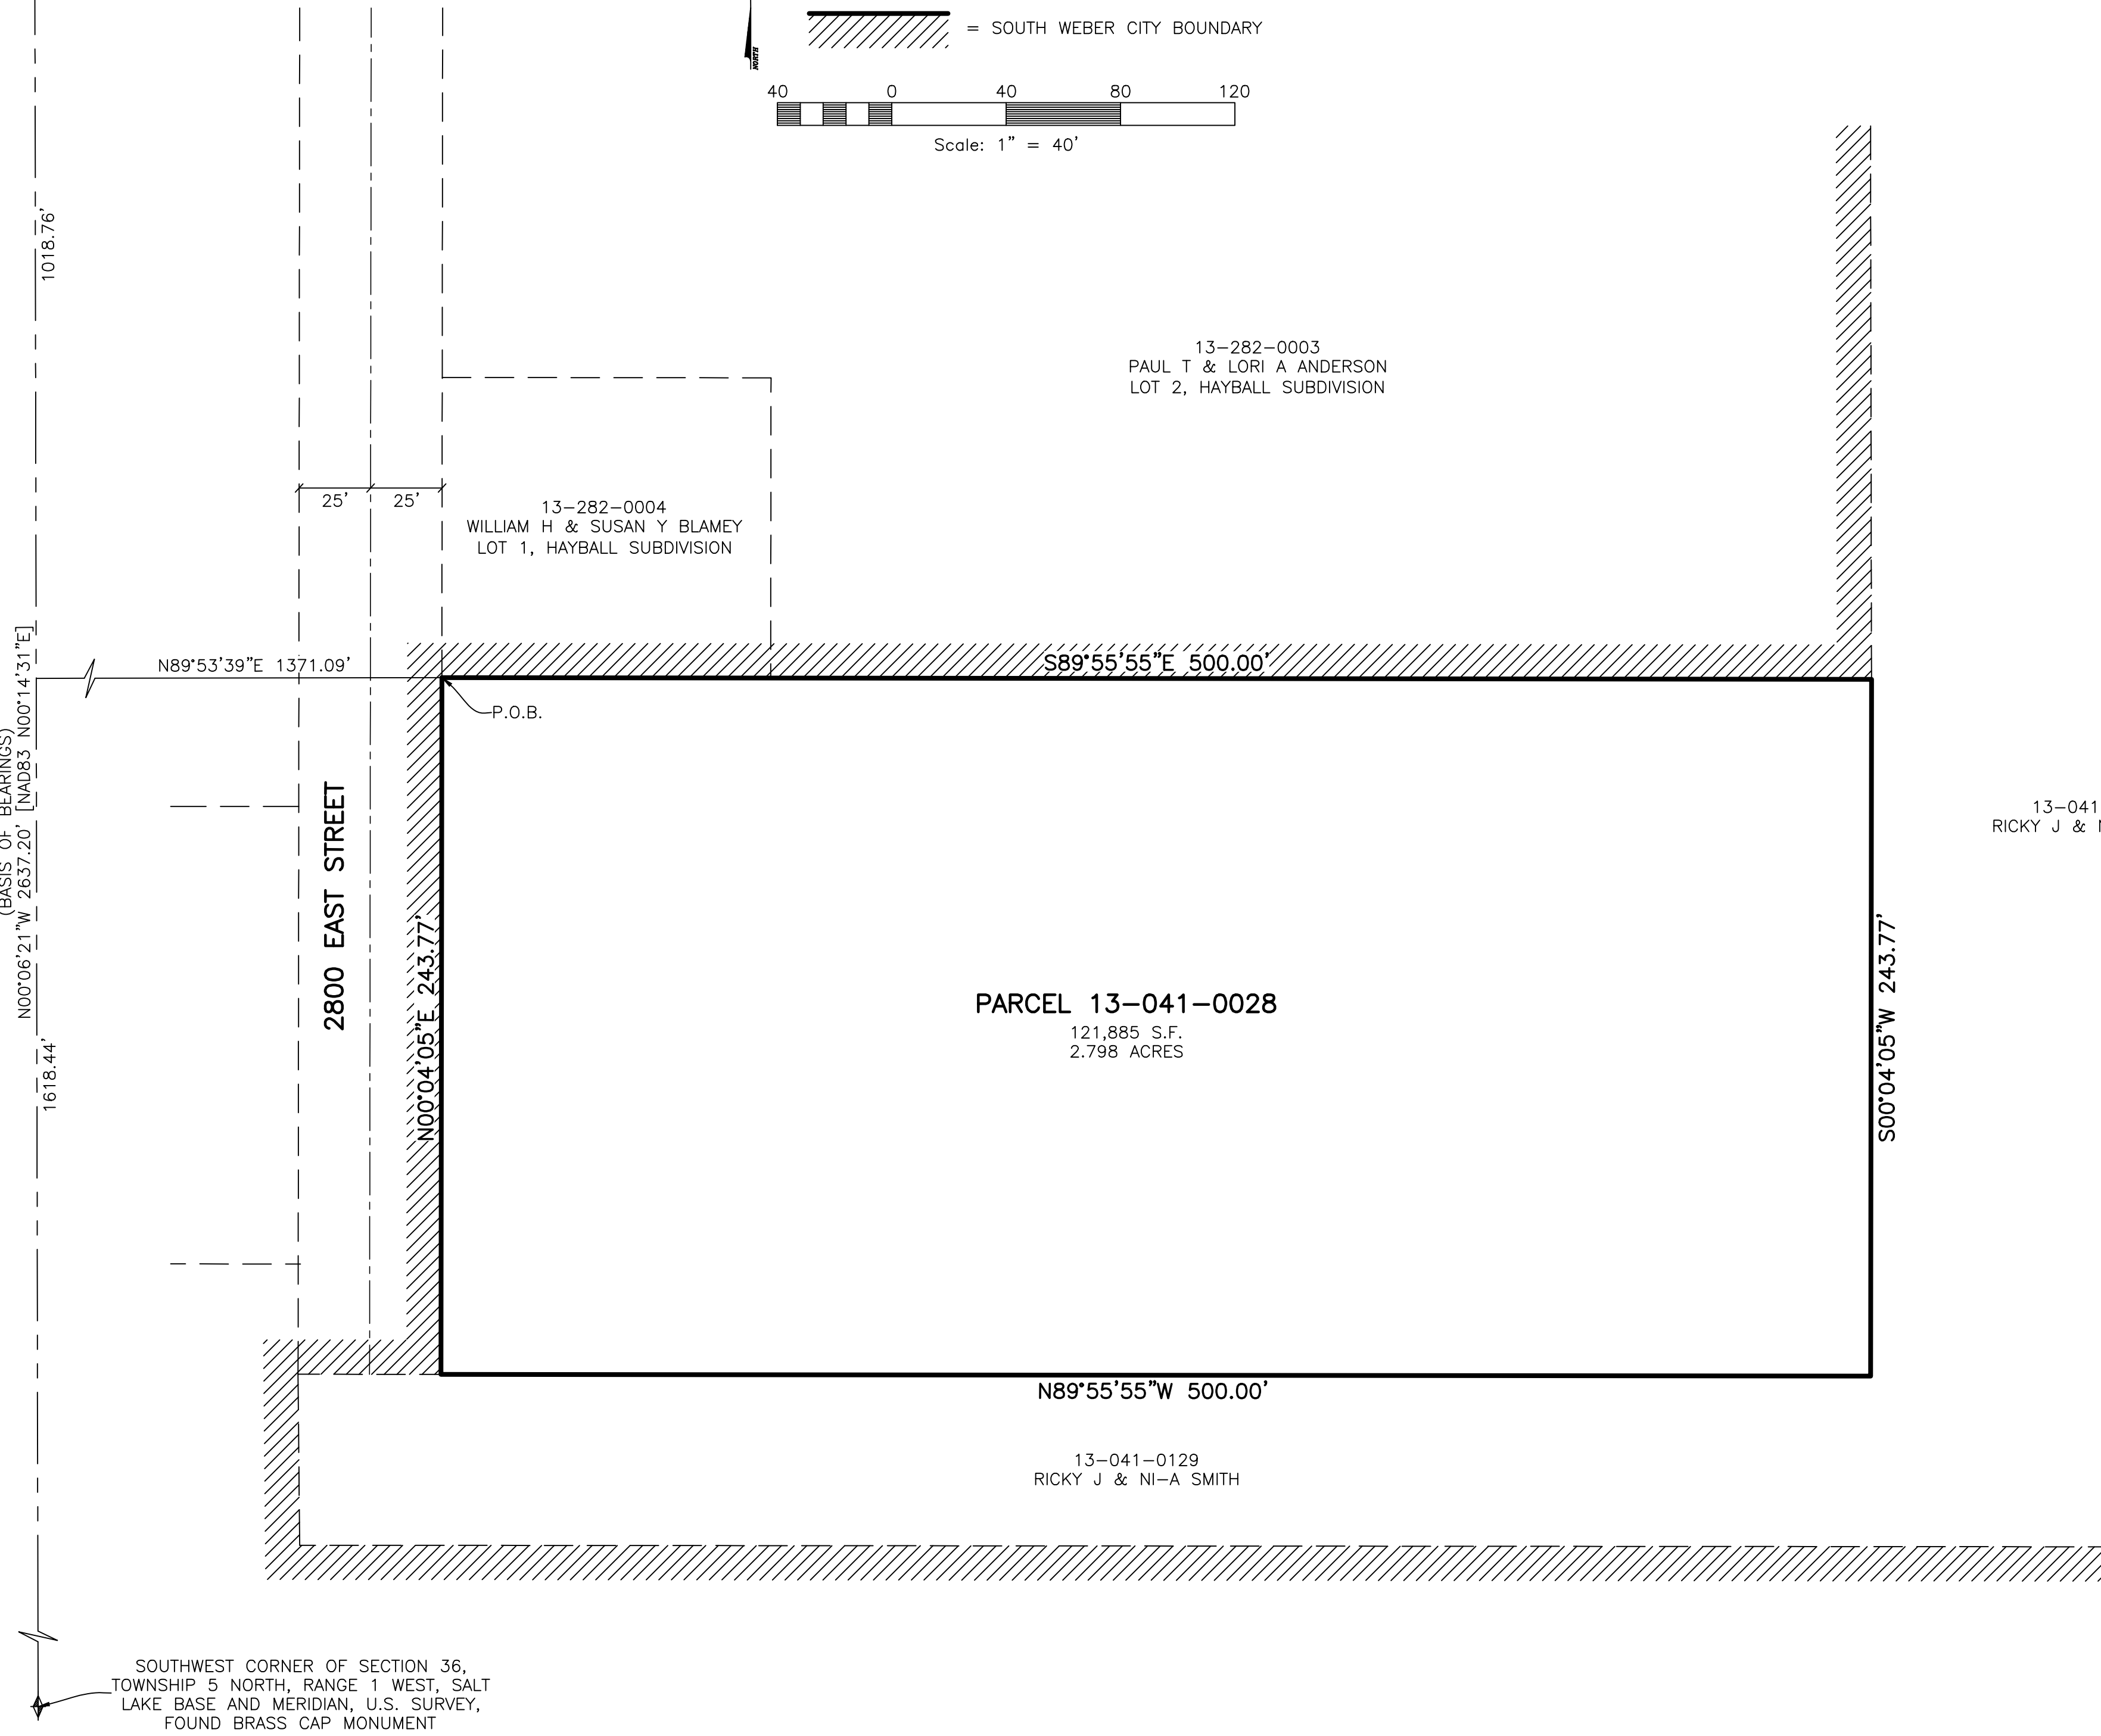 = SOUTH WEBER CITY BOUNDARY
NORTH
40 0 40 80 120
Scale: 1" = 40'
1018.76'
13-282-0003
PAUL T & LORI A ANDERSON
LOT 2, HAYBALL SUBDIVISION
25' 25'
13-282-0004
WILLIAM H & SUSAN Y BLAMEY
LOT 1, HAYBALL SUBDIVISION
N89°53'39"E 1371.09'
S89°55'55"E 500.00'
P.O.B.
(BASIS OF BEARINGS)
N00°06'21"W 2637.20' [NAD83 N00°14'31"E]
2800 EAST STREET
N00°04'05"E 243.77'
PARCEL 13-041-0028
121,885 S.F.
2.798 ACRES
S00°04'05"W 243.77'
13-041
RICKY J &
1618.44'
N89°55'55"W 500.00'
13-041-0129
RICKY J & NI-A SMITH
SOUTHWEST CORNER OF SECTION 36,
TOWNSHIP 5 NORTH, RANGE 1 WEST, SALT
LAKE BASE AND MERIDIAN, U.S. SURVEY,
FOUND BRASS CAP MONUMENT